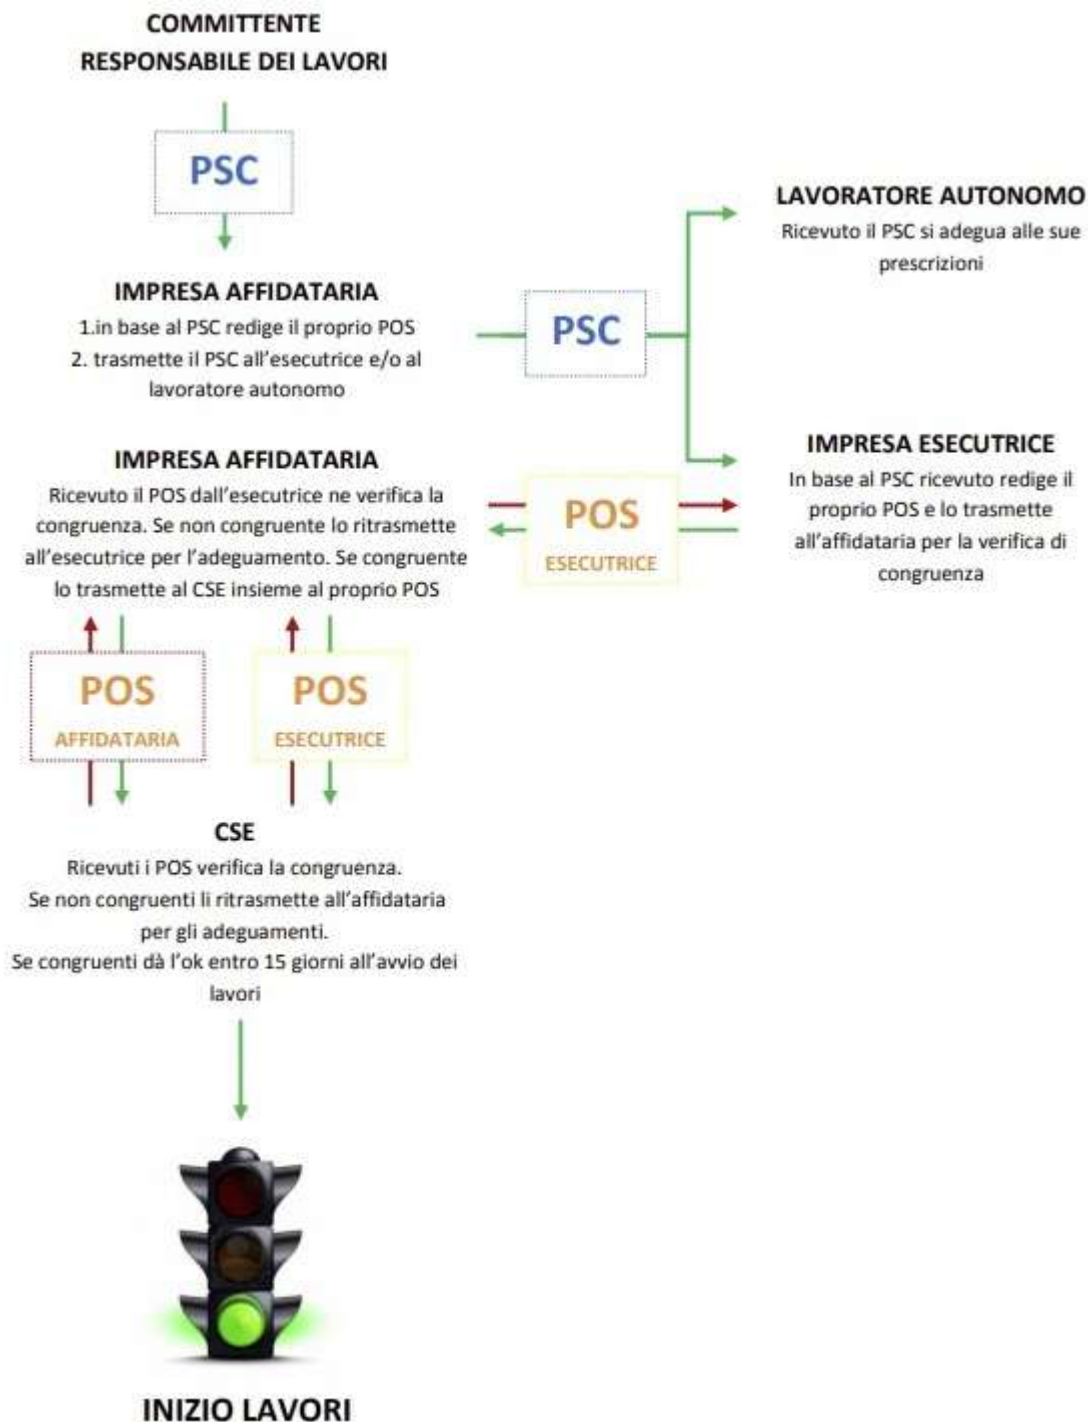 COMMITTENTE
RESPONSABILE DEI LAVORI
PSC
IMPRESA AFFIDATARIA
1.in base al PSC redige il proprio POS
2. trasmette il PSC all'esecutrice e/o al
lavoratore autonomo
PSC
LAVORATORE AUTONOMO
Ricevuto il PSC si adegua alle sue
prescrizioni
IMPRESA ESECUTRICE
In base al PSC ricevuto redige il
proprio POS e lo trasmette
all'affidataria per la verifica di
congruenza
POS
ESECUTRICE
IMPRESA AFFIDATARIA
Ricevuto il POS dall'esecutrice ne verifica la
congruenza. Se non congruente lo ritrasmette
all'esecutrice per l'adeguamento. Se congruente
lo trasmette al CSE insieme al proprio POS
POS
AFFIDATARIA
POS
ESECUTRICE
CSE
Ricevuti i POS verifica la congruenza.
Se non congruenti li ritrasmette all'affidataria
per gli adeguamenti.
Se congruenti dà l'ok entro 15 giorni all'avvio dei
lavori
INIZIO LAVORI